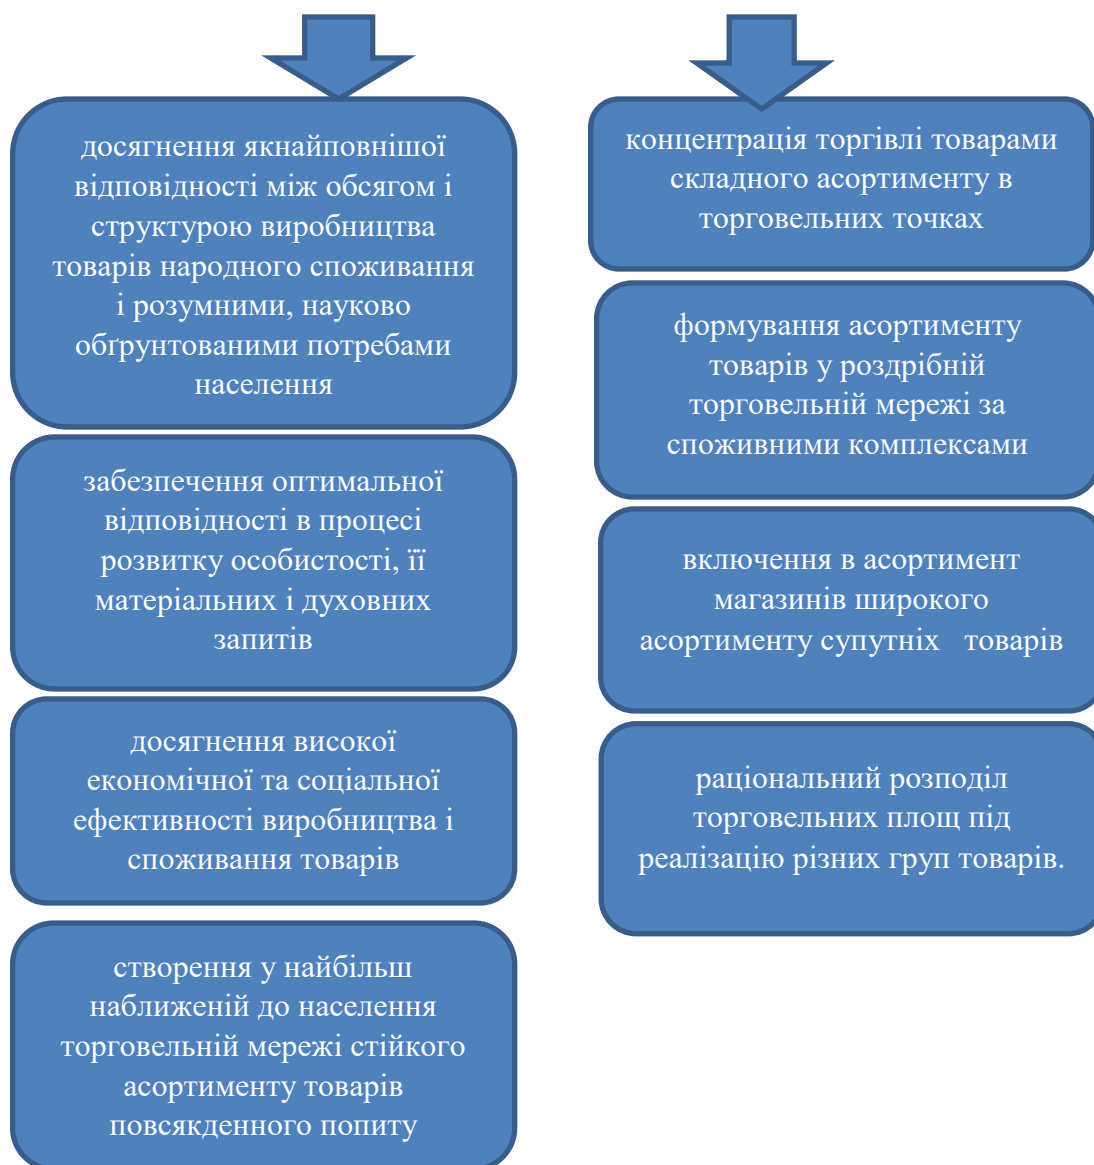 досягнення якнайповнішої
відповідності між обсягом і
структурою виробництва
товарів народного споживання
і розумними, науково
обґрунтованими потребами
населення
забезпечення оптимальної
відповідності в процесі
розвитку особистості, її
матеріальних і духовних
запитів
досягнення високої
економічної та соціальної
ефективності виробництва і
споживання товарів
створення у найбільш
наближеній до населення
торговельній мережі стійкого
асортименту товарів
повсякденного попиту
концентрація торгівлі товарами
складного асортименту в
торговельних точках
формування асортименту
товарів у роздрібній
торговельній мережі за
споживними комплексами
включення в асортимент
магазинів широкого
асортименту супутніх товарів
раціональний розподіл
торговельних площ під
реалізацію різних груп товарів.